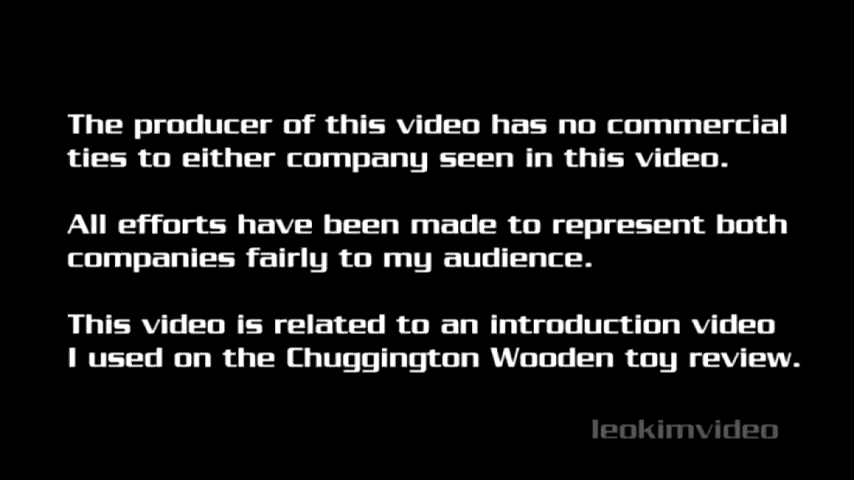 The producer of this video has no commercial
ties to either company seen in this video.
All efforts have been made to represent both
companies fairly to my audience.
This video is related to an introduction video
I used on the Chuggington Wooden toy review.
leokimvideo